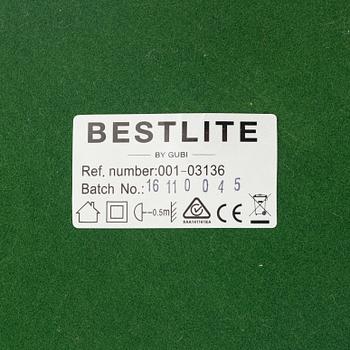 BESTLITE
BY GUBI
Ref. number:001-03136
Batch No.: 16 11 0 0 4 5
-0.5m